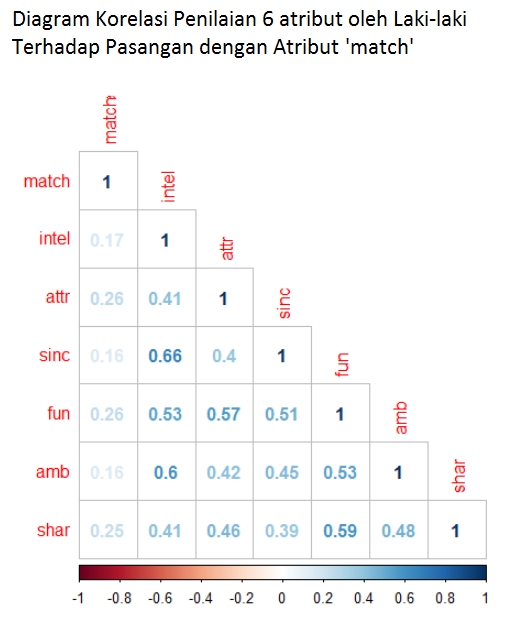 Diagram Korelasi Penilaian 6 atribut oleh Laki-laki
Terhadap Pasangan dengan Atribut 'match'
match
match 1 intel
intel 0.17 1 attr
attr 0.26 0.41 1 sinc
sinc 0.16 0.66 0.4 1 fun
fun 0.26 0.53 0.57 0.51 1 amb
amb 0.16 0.6 0.42 0.45 0.53 1 shar
shar 0.25 0.41 0.46 0.39 0.59 0.48 1
-1 -0.8 -0.6 -0.4 -0.2 0 0.2 0.4 0.6 0.8 1